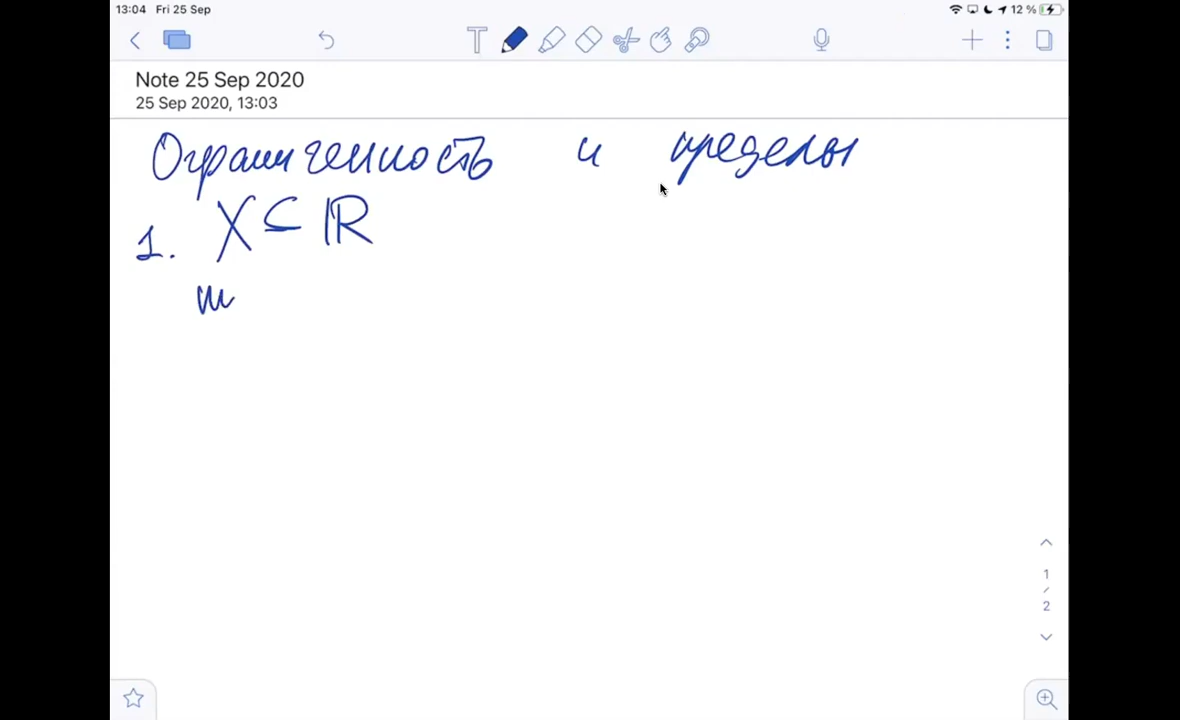 13:04 Fri 25 Sep 12 %
T
Note 25 Sep 2020
25 Sep 2020, 13:03
Ограниченность и пределы
1. X ⊆ ℝ
m
1
/
2